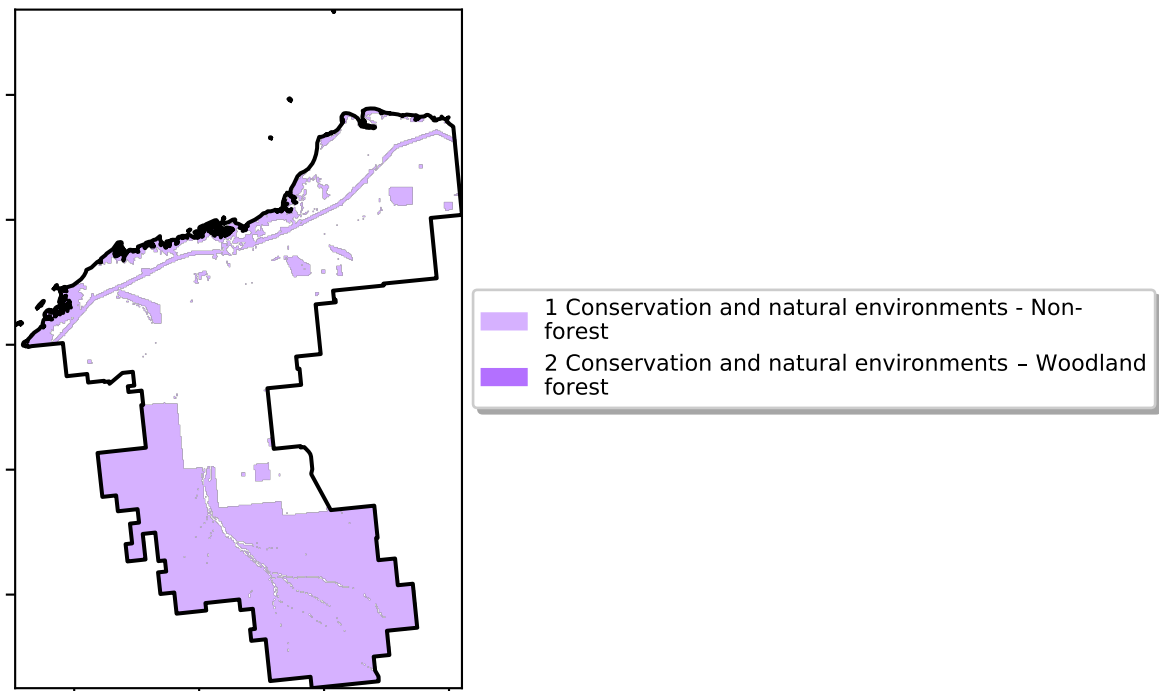 1 Conservation and natural environments - Non-
forest
2 Conservation and natural environments – Woodland
forest